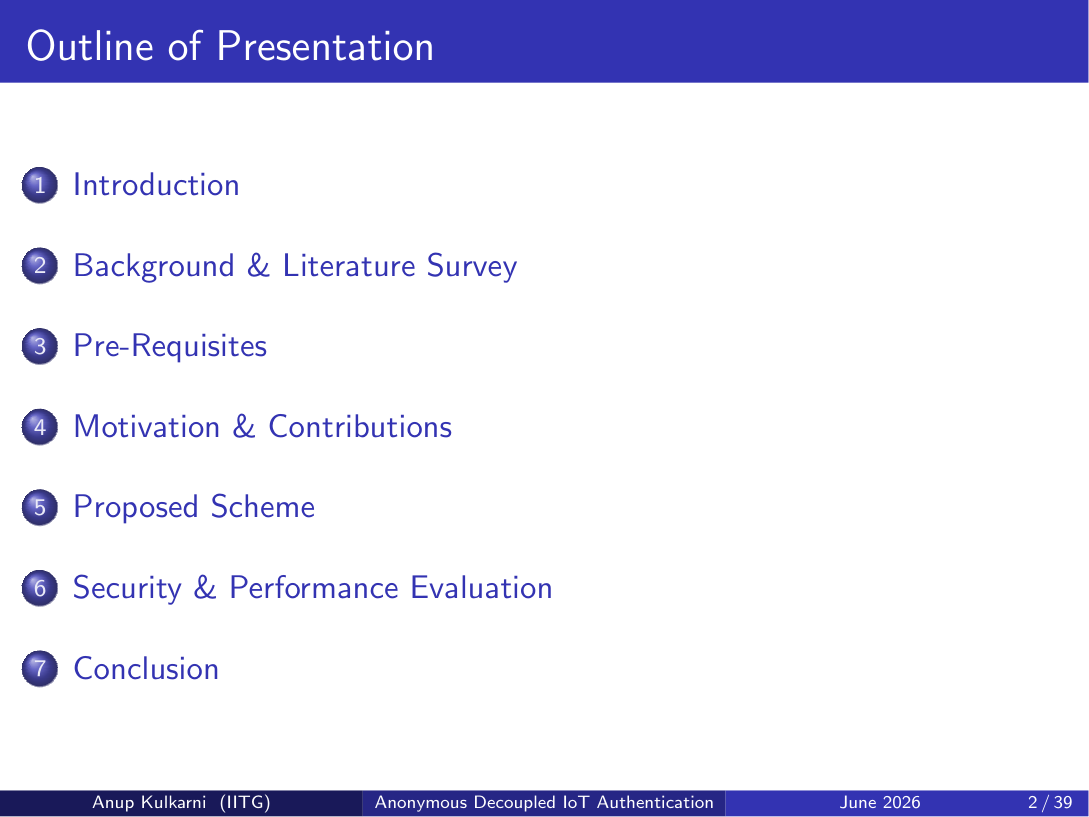 Outline of Presentation
1 Introduction
2 Background & Literature Survey
3 Pre-Requisites
4 Motivation & Contributions
5 Proposed Scheme
6 Security & Performance Evaluation
7 Conclusion
Anup Kulkarni (IITG) Anonymous Decoupled IoT Authentication June 2026 2 / 39